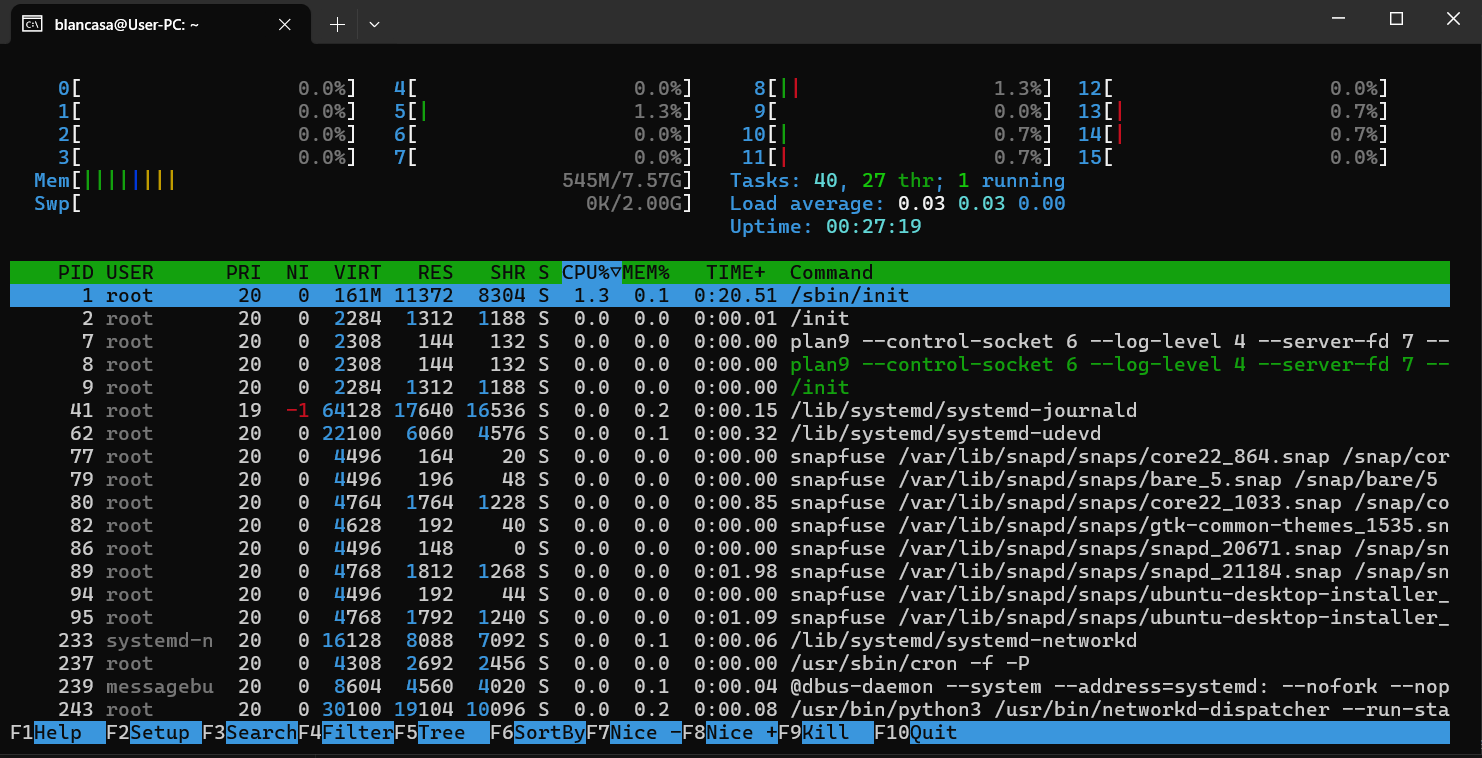 blancasa@User-PC: ~
0[ 0.0%] 4[ 0.0%] 8[|| 1.3%] 12[ 0.0%]
1[ 0.0%] 5[| 1.3%] 9[ 0.0%] 13[| 0.7%]
2[ 0.0%] 6[ 0.0%] 10[| 0.7%] 14[| 0.7%]
3[ 0.0%] 7[ 0.0%] 11[| 0.7%] 15[ 0.0%]
Mem[|||||||| 545M/7.57G] Tasks: 40, 27 thr; 1 running
Swp[ 0K/2.00G] Load average: 0.03 0.03 0.00
Uptime: 00:27:19
PID USER PRI NI VIRT RES SHR S CPU%▽MEM% TIME+ Command
1 root 20 0 161M 11372 8304 S 1.3 0.1 0:20.51 /sbin/init
2 root 20 0 2284 1312 1188 S 0.0 0.0 0:00.01 /init
7 root 20 0 2308 144 132 S 0.0 0.0 0:00.00 plan9 --control-socket 6 --log-level 4 --server-fd 7 --
8 root 20 0 2308 144 132 S 0.0 0.0 0:00.00 plan9 --control-socket 6 --log-level 4 --server-fd 7 --
9 root 20 0 2284 1312 1188 S 0.0 0.0 0:00.00 /init
41 root 19 -1 64128 17640 16536 S 0.0 0.2 0:00.15 /lib/systemd/systemd-journald
62 root 20 0 22100 6060 4576 S 0.0 0.1 0:00.32 /lib/systemd/systemd-udevd
77 root 20 0 4496 164 20 S 0.0 0.0 0:00.00 snapfuse /var/lib/snapd/snaps/core22_864.snap /snap/cor
79 root 20 0 4496 196 48 S 0.0 0.0 0:00.00 snapfuse /var/lib/snapd/snaps/bare_5.snap /snap/bare/5
80 root 20 0 4764 1764 1228 S 0.0 0.0 0:00.85 snapfuse /var/lib/snapd/snaps/core22_1033.snap /snap/co
82 root 20 0 4628 192 40 S 0.0 0.0 0:00.00 snapfuse /var/lib/snapd/snaps/gtk-common-themes_1535.sn
86 root 20 0 4496 148 0 S 0.0 0.0 0:00.00 snapfuse /var/lib/snapd/snaps/snapd_20671.snap /snap/sn
89 root 20 0 4768 1812 1268 S 0.0 0.0 0:01.98 snapfuse /var/lib/snapd/snaps/snapd_21184.snap /snap/sn
94 root 20 0 4496 192 44 S 0.0 0.0 0:00.00 snapfuse /var/lib/snapd/snaps/ubuntu-desktop-installer_
95 root 20 0 4768 1792 1240 S 0.0 0.0 0:01.09 snapfuse /var/lib/snapd/snaps/ubuntu-desktop-installer_
233 systemd-n 20 0 16128 8088 7092 S 0.0 0.1 0:00.06 /lib/systemd/systemd-networkd
237 root 20 0 4308 2692 2456 S 0.0 0.0 0:00.00 /usr/sbin/cron -f -P
239 messagebu 20 0 8604 4560 4020 S 0.0 0.1 0:00.04 @dbus-daemon --system --address=systemd: --nofork --nop
243 root 20 0 30100 19104 10096 S 0.0 0.2 0:00.08 /usr/bin/python3 /usr/bin/networkd-dispatcher --run-sta
F1Help F2Setup F3SearchF4FilterF5Tree F6SortByF7Nice -F8Nice +F9Kill F10Quit